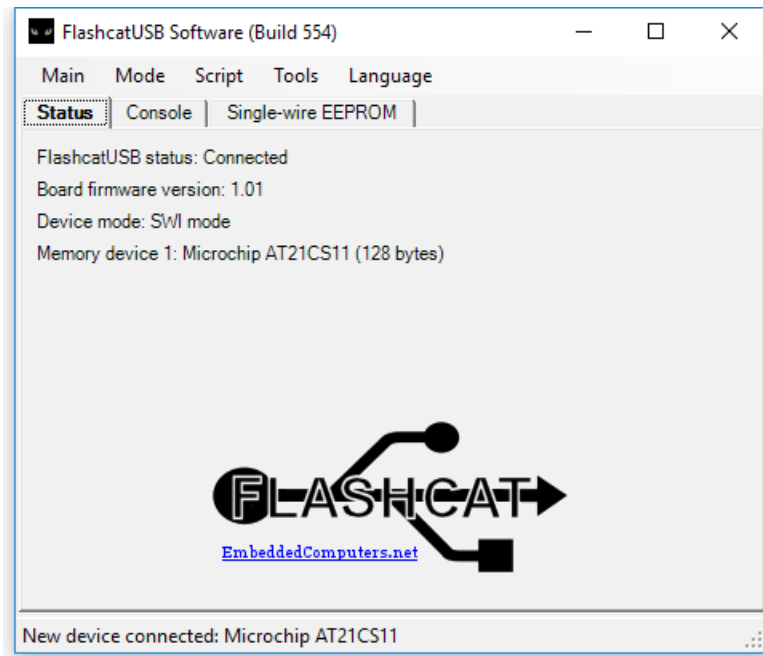 FlashcatUSB Software (Build 554)
Main Mode Script Tools Language
Status Console Single-wire EEPROM
FlashcatUSB status: Connected
Board firmware version: 1.01
Device mode: SWI mode
Memory device 1: Microchip AT21CS11 (128 bytes)
FLASHCAT
EmbeddedComputers.net
New device connected: Microchip AT21CS11